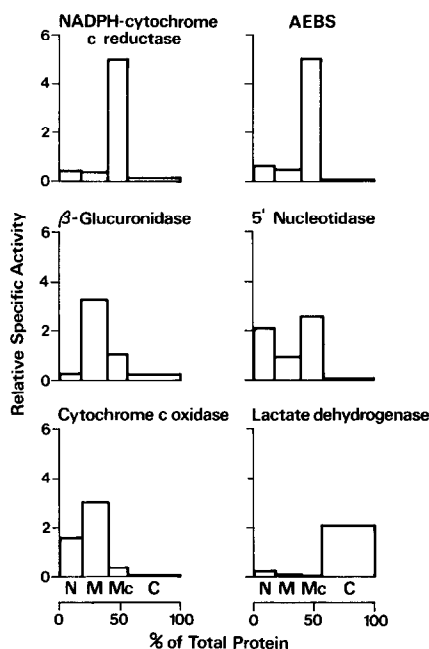 NADPH-cytochrome
c reductase
AEBS
6
4
2
0
β-Glucuronidase
5' Nucleotidase
Relative Specific Activity
6
4
2
0
Cytochrome c oxidase
Lactate dehydrogenase
6
4
2
0
N M Mc C
N M Mc C
0 50 100
0 50 100
% of Total Protein